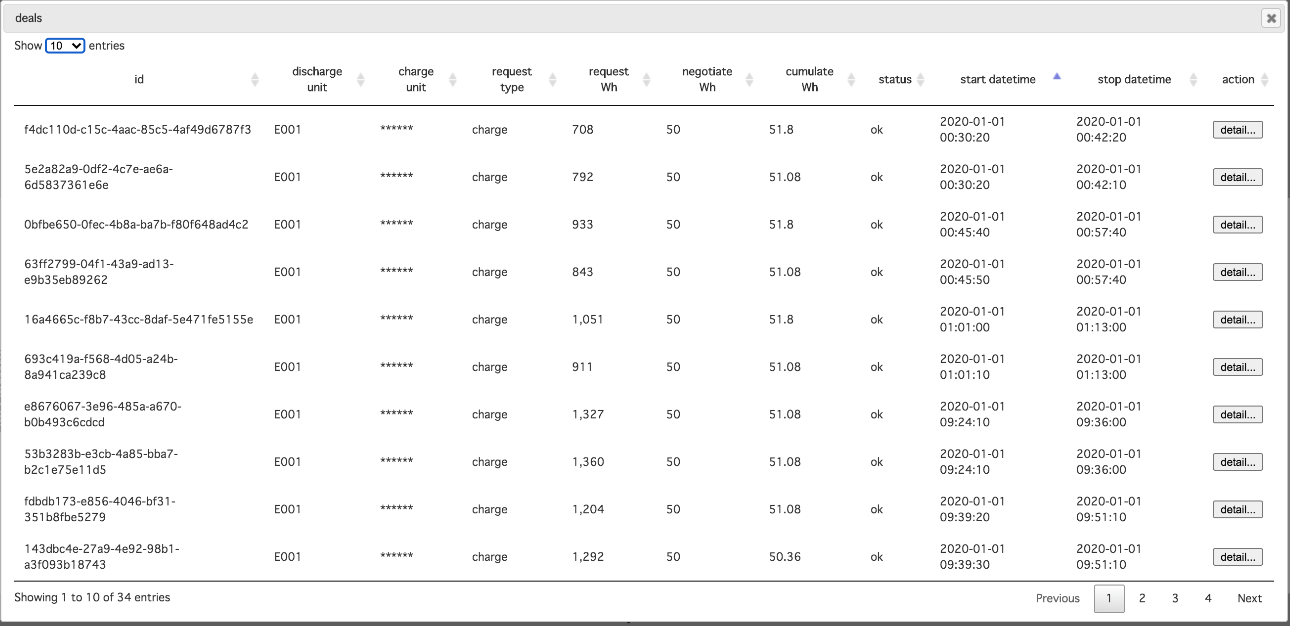 deals
Show 10 entries
id discharge unit charge unit request type request Wh negotiate Wh cumulate Wh status start datetime stop datetime action
f4dc110d-c15c-4aac-85c5-4af49d6787f3 E001 ****** charge 708 50 51.8 ok 2020-01-01 00:30:20 2020-01-01 00:42:20 detail...
5e2a82a9-0df2-4c7e-ae6a-6d5837361e6e E001 ****** charge 792 50 51.08 ok 2020-01-01 00:30:20 2020-01-01 00:42:10 detail...
0bfbe650-0fec-4b8a-ba7b-f80f648ad4c2 E001 ****** charge 933 50 51.8 ok 2020-01-01 00:45:40 2020-01-01 00:57:40 detail...
63ff2799-04f1-43a9-ad13-e9b35eb89262 E001 ****** charge 843 50 51.08 ok 2020-01-01 00:45:50 2020-01-01 00:57:40 detail...
16a4665c-f8b7-43cc-8daf-5e471fe5155e E001 ****** charge 1,051 50 51.8 ok 2020-01-01 01:01:00 2020-01-01 01:13:00 detail...
693c419a-f568-4d05-a24b-8a941ca239c8 E001 ****** charge 911 50 51.08 ok 2020-01-01 01:01:10 2020-01-01 01:13:00 detail...
e8676067-3e96-485a-a670-b0b493c6cdcd E001 ****** charge 1,327 50 51.08 ok 2020-01-01 09:24:10 2020-01-01 09:36:00 detail...
53b3283b-e3cb-4a85-bba7-b2c1e75e11d5 E001 ****** charge 1,360 50 51.08 ok 2020-01-01 09:24:10 2020-01-01 09:36:00 detail...
fdbdb173-e856-4046-bf31-351b8fbe5279 E001 ****** charge 1,204 50 51.08 ok 2020-01-01 09:39:20 2020-01-01 09:51:10 detail...
143dbc4e-27a9-4e92-98b1-a3f093b18743 E001 ****** charge 1,292 50 50.36 ok 2020-01-01 09:39:30 2020-01-01 09:51:10 detail...
Showing 1 to 10 of 34 entries Previous 1 2 3 4 Next